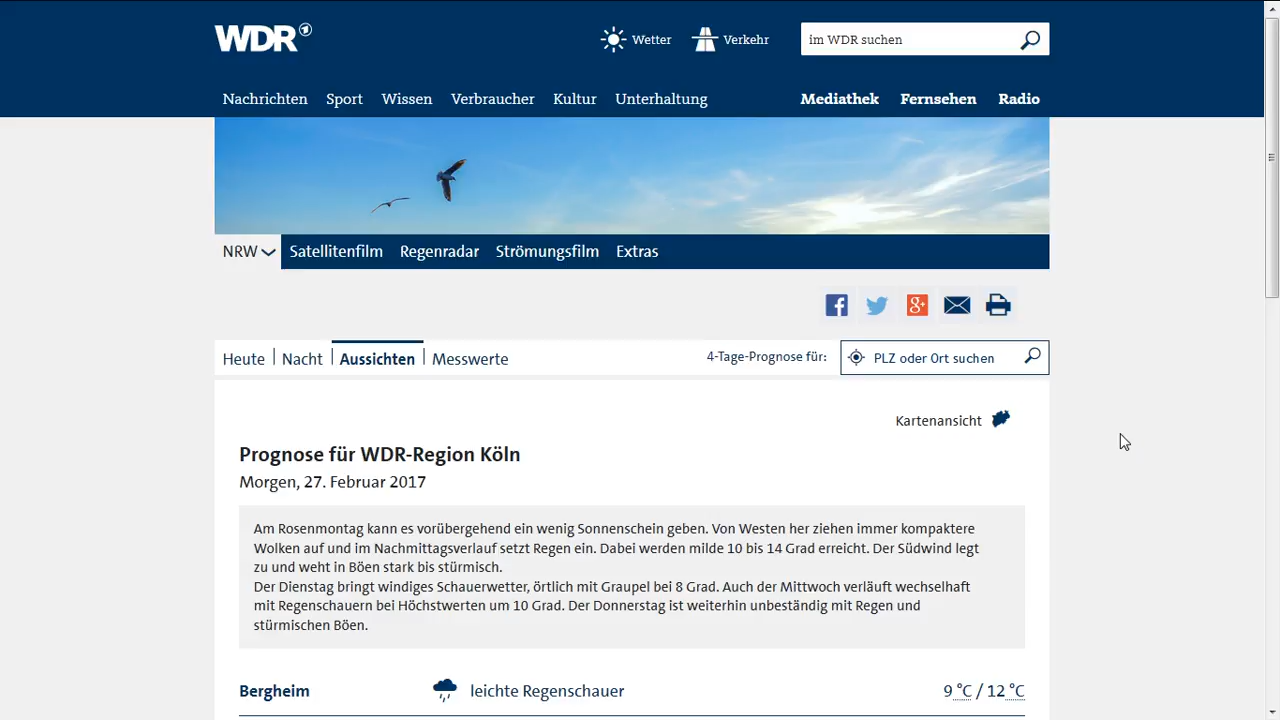 WDR
Wetter
Verkehr
im WDR suchen
Nachrichten Sport Wissen Verbraucher Kultur Unterhaltung Mediathek Fernsehen Radio
NRW Satellitenfilm Regenradar Strömungsfilm Extras
Heute Nacht Aussichten Messwerte 4-Tage-Prognose für: PLZ oder Ort suchen
Kartenansicht
Prognose für WDR-Region Köln
Morgen, 27. Februar 2017
Am Rosenmontag kann es vorübergehend ein wenig Sonnenschein geben. Von Westen her ziehen immer kompaktere
Wolken auf und im Nachmittagsverlauf setzt Regen ein. Dabei werden milde 10 bis 14 Grad erreicht. Der Südwind legt
zu und weht in Böen stark bis stürmisch.
Der Dienstag bringt windiges Schauerwetter, örtlich mit Graupel bei 8 Grad. Auch der Mittwoch verläuft wechselhaft
mit Regenschauern bei Höchstwerten um 10 Grad. Der Donnerstag ist weiterhin unbeständig mit Regen und
stürmischen Böen.
Bergheim leichte Regenschauer 9 °C / 12 °C